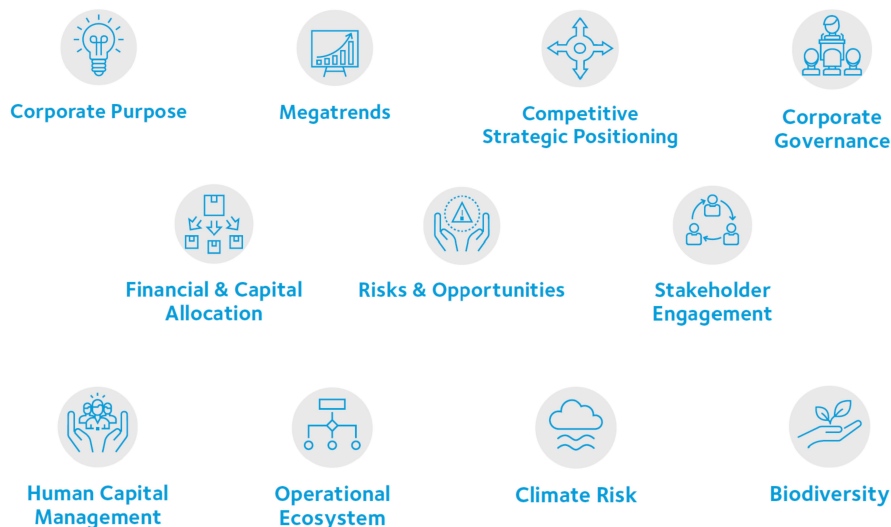 Corporate Purpose
Megatrends
Competitive
Strategic Positioning
Corporate
Governance
Financial & Capital
Allocation
Risks & Opportunities
Stakeholder
Engagement
Human Capital
Management
Operational
Ecosystem
Climate Risk
Biodiversity